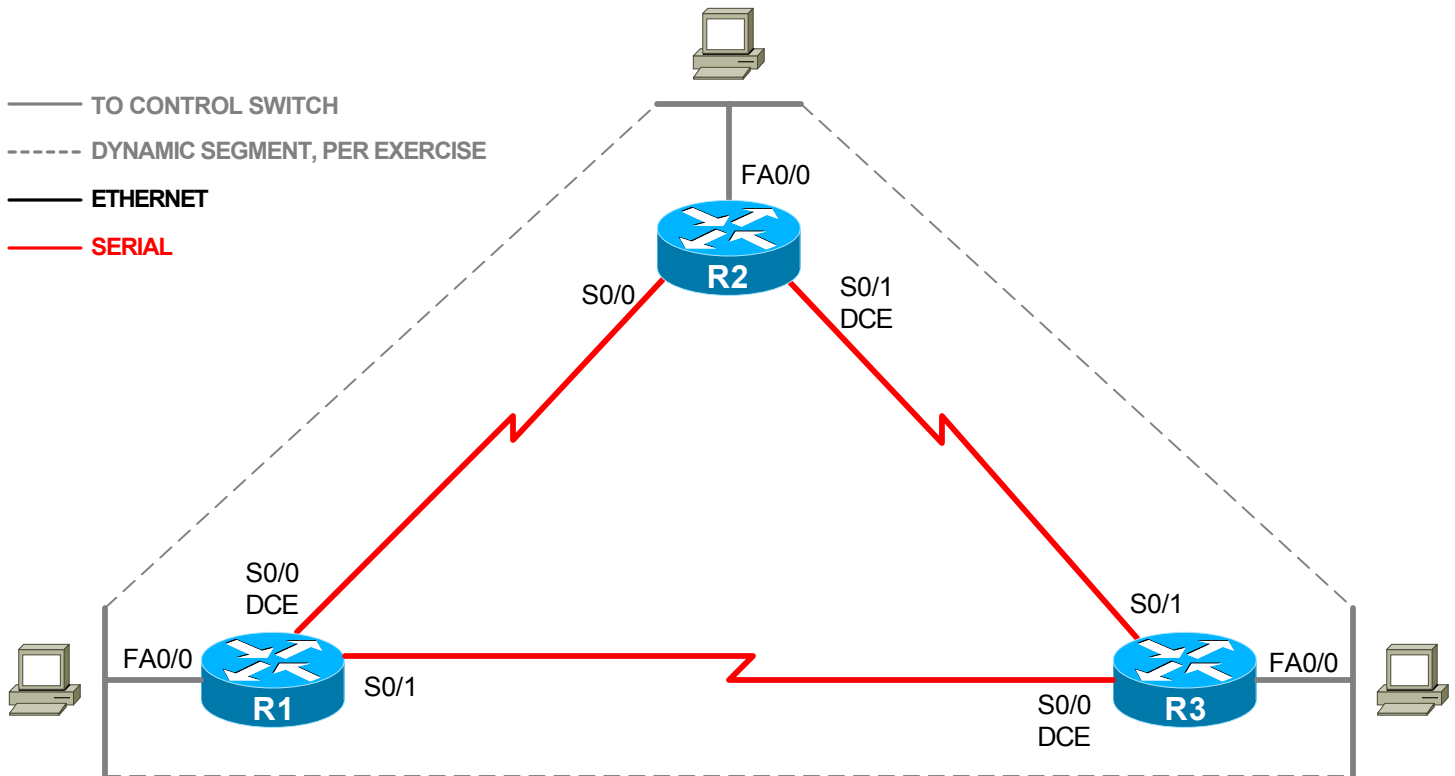 TO CONTROL SWITCH
DYNAMIC SEGMENT, PER EXERCISE
ETHERNET
SERIAL
FA0/0
R2
S0/0
S0/1
DCE
S0/0
DCE
FA0/0
S0/1
R1
S0/1
FA0/0
S0/0
DCE
R3